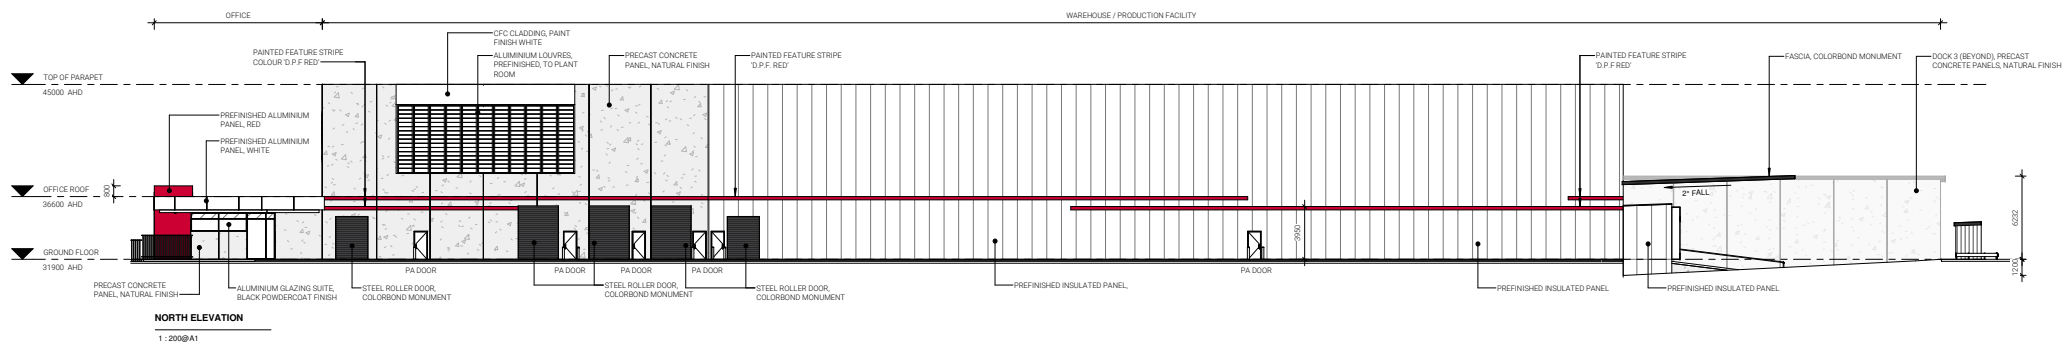 OFFICE
WAREHOUSE / PRODUCTION FACILITY
CFC CLADDING, PAINT
FINISH WHITE
PAINTED FEATURE STRIPE
COLOUR 'D.P.F RED'
ALUIMINIUM LOUVRES,
PREFINISHED, TO PLANT
ROOM
PRECAST CONCRETE
PANEL, NATURAL FINISH
PAINTED FEATURE STRIPE
'D.P.F. RED'
PAINTED FEATURE STRIPE
'D.P.F RED'
FASCIA, COLORBOND MONUMENT
DOCK 3 (BEYOND), PRECAST
CONCRETE PANELS, NATURAL FINISH
TOP OF PARAPET
45000 AHD
PREFINISHED ALUMINIUM
PANEL, RED
PREFINISHED ALUMINIUM
PANEL, WHITE
OFFICE ROOF
36600 AHD
800
2° FALL
6232
3950
GROUND FLOOR
31900 AHD
1200
PA DOOR
PA DOOR
PA DOOR
PA DOOR
PA DOOR
PRECAST CONCRETE
PANEL, NATURAL FINISH
ALUMINIUM GLAZING SUITE,
BLACK POWDERCOAT FINISH
STEEL ROLLER DOOR,
COLORBOND MONUMENT
STEEL ROLLER DOOR,
COLORBOND MONUMENT
STEEL ROLLER DOOR,
COLORBOND MONUMENT
PREFINISHED INSULATED PANEL,
PREFINISHED INSULATED PANEL
PREFINISHED INSULATED PANEL
NORTH ELEVATION
1 : 200@A1